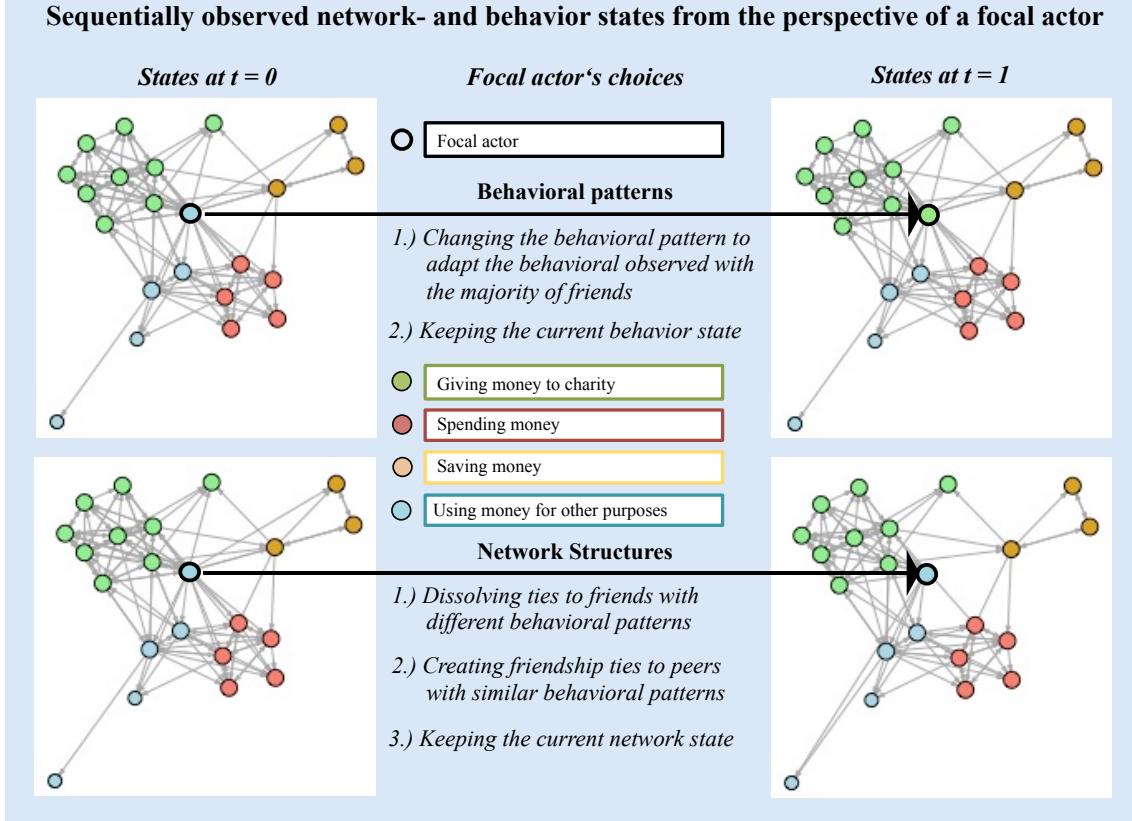 Sequentially observed network- and behavior states from the perspective of a focal actor
States at t = 0
Focal actor‘s choices
States at t = 1
Focal actor
Behavioral patterns
1.) Changing the behavioral pattern to
adapt the behavioral observed with
the majority of friends
2.) Keeping the current behavior state
Giving money to charity
Spending money
Saving money
Using money for other purposes
Network Structures
1.) Dissolving ties to friends with
different behavioral patterns
2.) Creating friendship ties to peers
with similar behavioral patterns
3.) Keeping the current network state